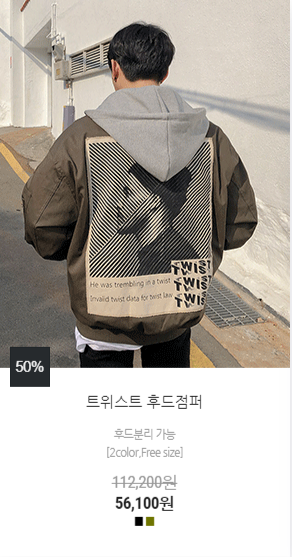 TWIST
TWIST
TWIST
He was trembling in a twist
Invalid twist data for twist law
50%
트위스트 후드점퍼
후드분리 가능
[2color,Free size]
112,200원
56,100원